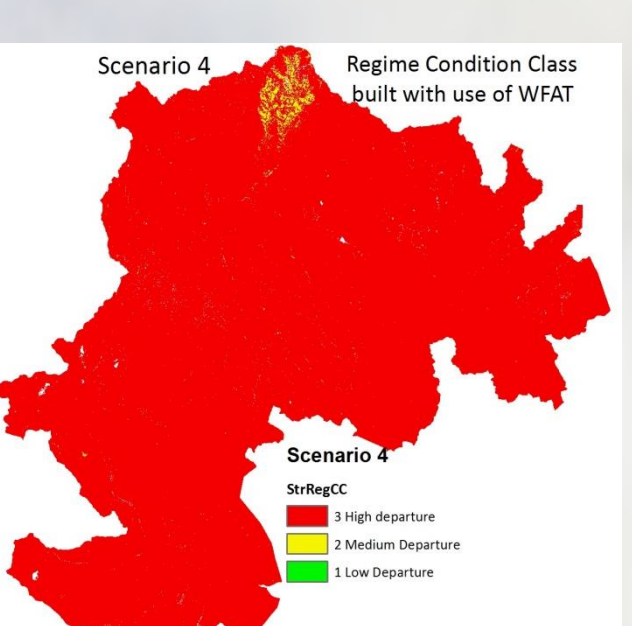 Scenario 4
Regime Condition Class
built with use of WFAT
Scenario 4
StrRegCC
3 High departure
2 Medium Departure
1 Low Departure